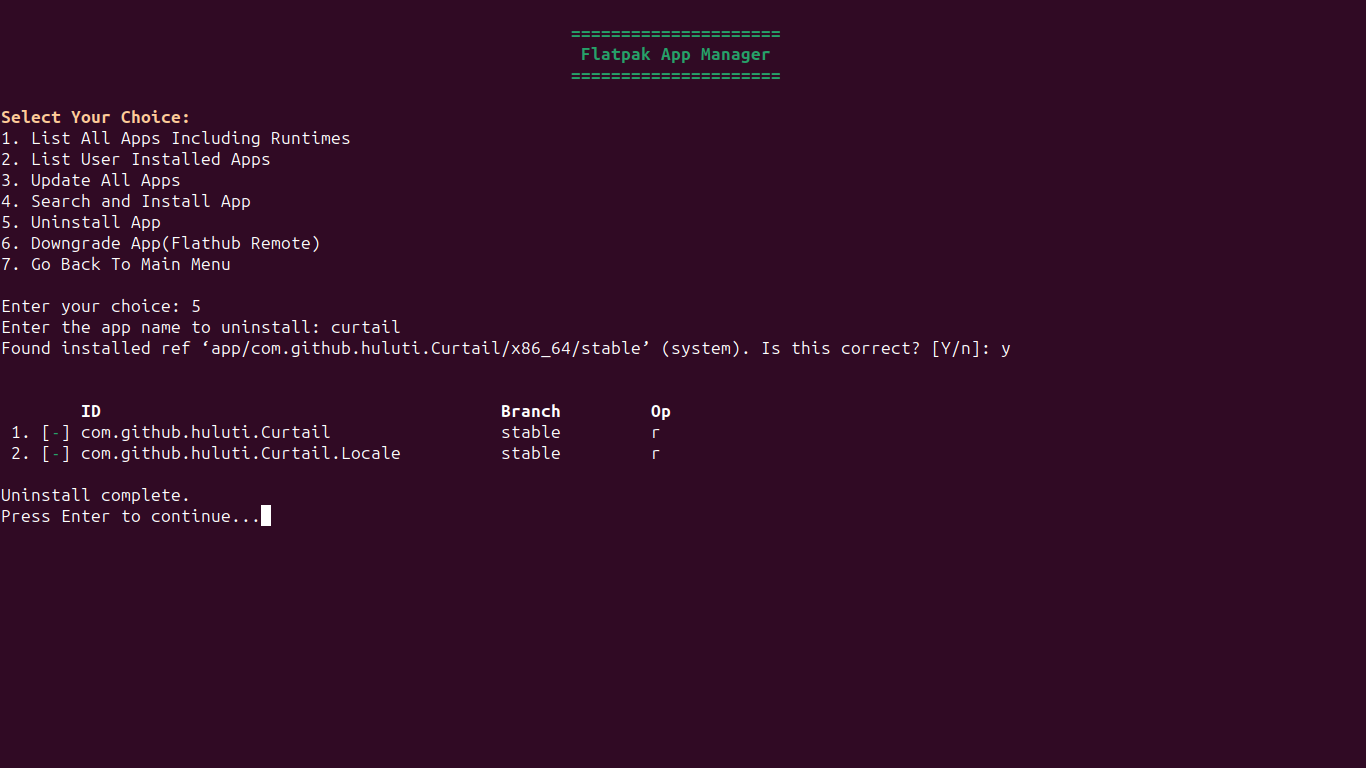 =====================
Flatpak App Manager
=====================
Select Your Choice:
1. List All Apps Including Runtimes
2. List User Installed Apps
3. Update All Apps
4. Search and Install App
5. Uninstall App
6. Downgrade App(Flathub Remote)
7. Go Back To Main Menu
Enter your choice: 5
Enter the app name to uninstall: curtail
Found installed ref ‘app/com.github.huluti.Curtail/x86_64/stable’ (system). Is this correct? [Y/n]: y
ID Branch Op
1. [-] com.github.huluti.Curtail stable r
2. [-] com.github.huluti.Curtail.Locale stable r
Uninstall complete.
Press Enter to continue...